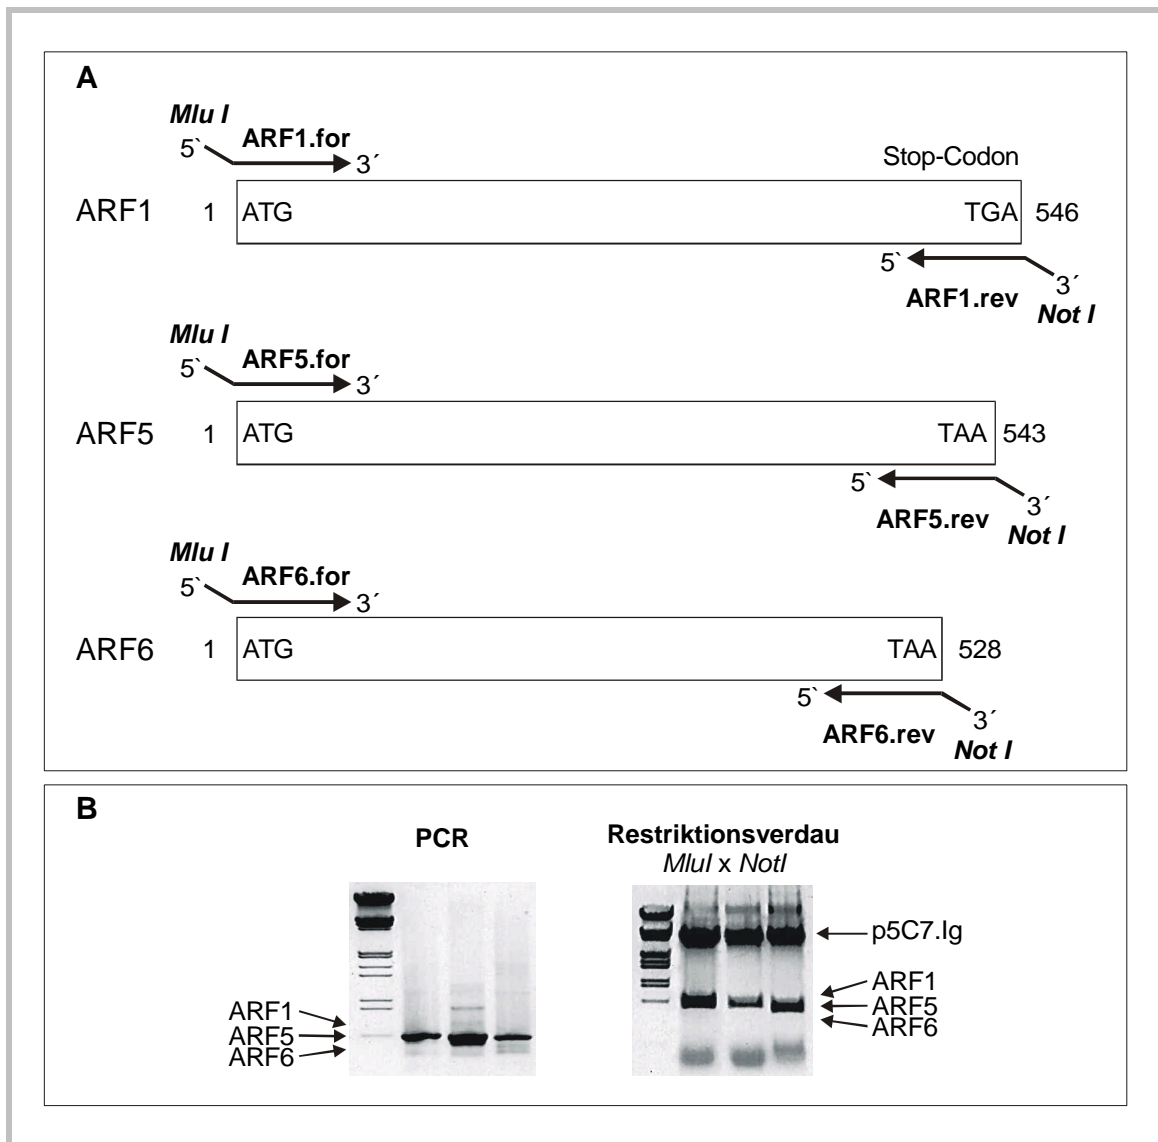 A
Mlu I
5` ARF1.for 3´
Stop-Codon
ARF1 1 ATG TGA 546
5` 3´
ARF1.rev Not I
Mlu I
5` ARF5.for 3´
ARF5 1 ATG TAA 543
5` 3´
ARF5.rev Not I
Mlu I
5` ARF6.for 3´
ARF6 1 ATG TAA 528
5` 3´
ARF6.rev Not I
B
PCR
Restriktionsverdau
MluI x NotI
p5C7.Ig
ARF1
ARF5
ARF6
ARF1
ARF5
ARF6